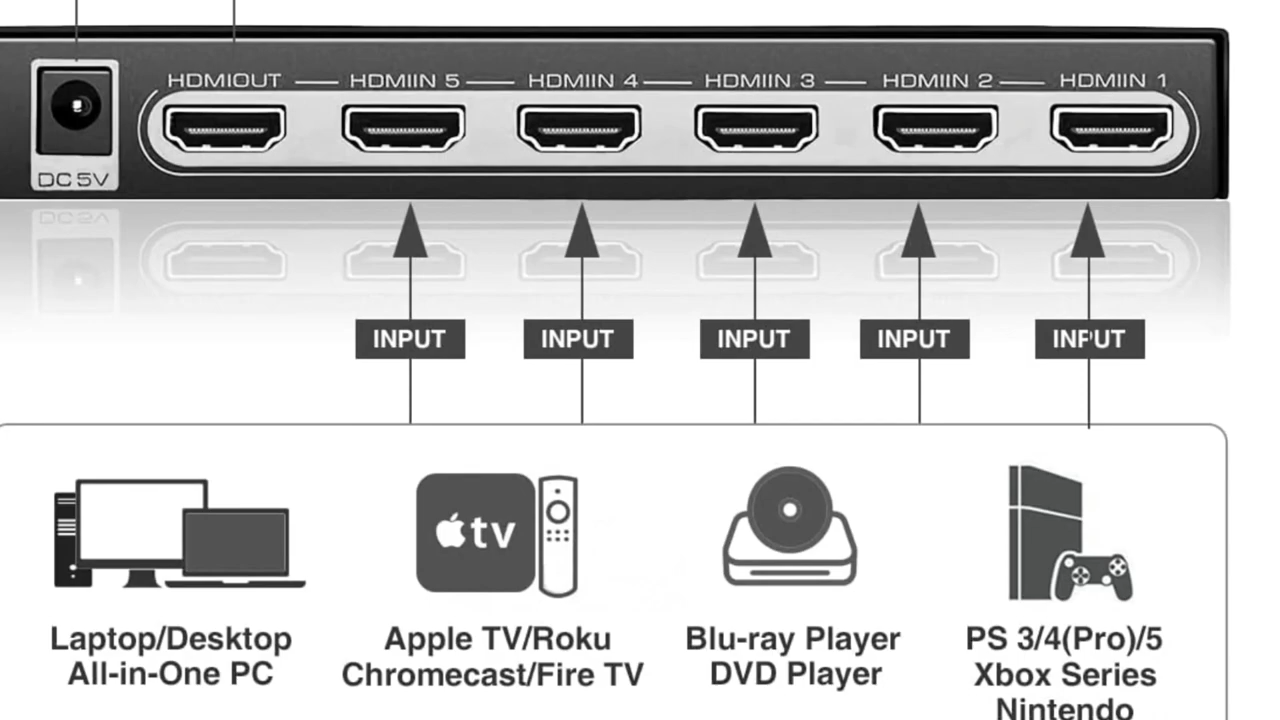 HDMIOUT HDMIIN 5 HDMIIN 4 HDMIIN 3 HDMIIN 2 HDMIIN 1
DC 5V
INPUT INPUT INPUT INPUT INPUT
tv
Laptop/Desktop
All-in-One PC
Apple TV/Roku
Chromecast/Fire TV
Blu-ray Player
DVD Player
PS 3/4(Pro)/5
Xbox Series
Nintendo